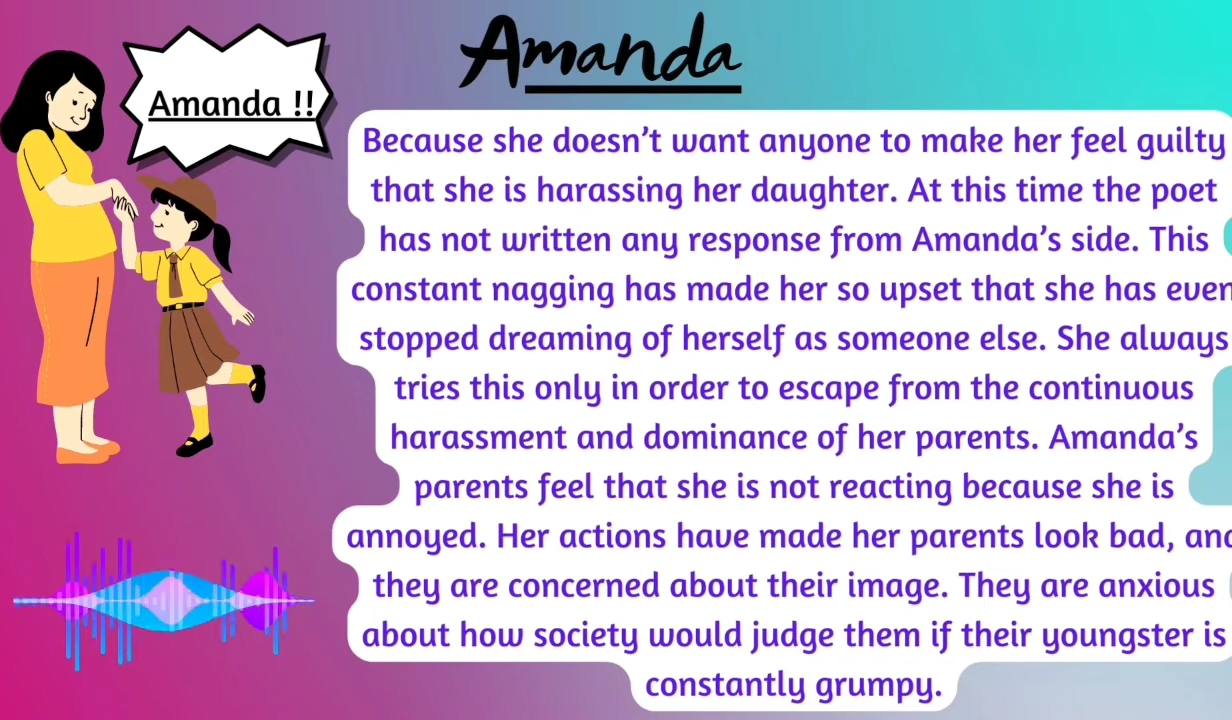 Amanda
Amanda !!
Because she doesn't want anyone to make her feel guilty
that she is harassing her daughter. At this time the poet
has not written any response from Amanda's side. This
constant nagging has made her so upset that she has even
stopped dreaming of herself as someone else. She always
tries this only in order to escape from the continuous
harassment and dominance of her parents. Amanda's
parents feel that she is not reacting because she is
annoyed. Her actions have made her parents look bad, and
they are concerned about their image. They are anxious
about how society would judge them if their youngster is
constantly grumpy.